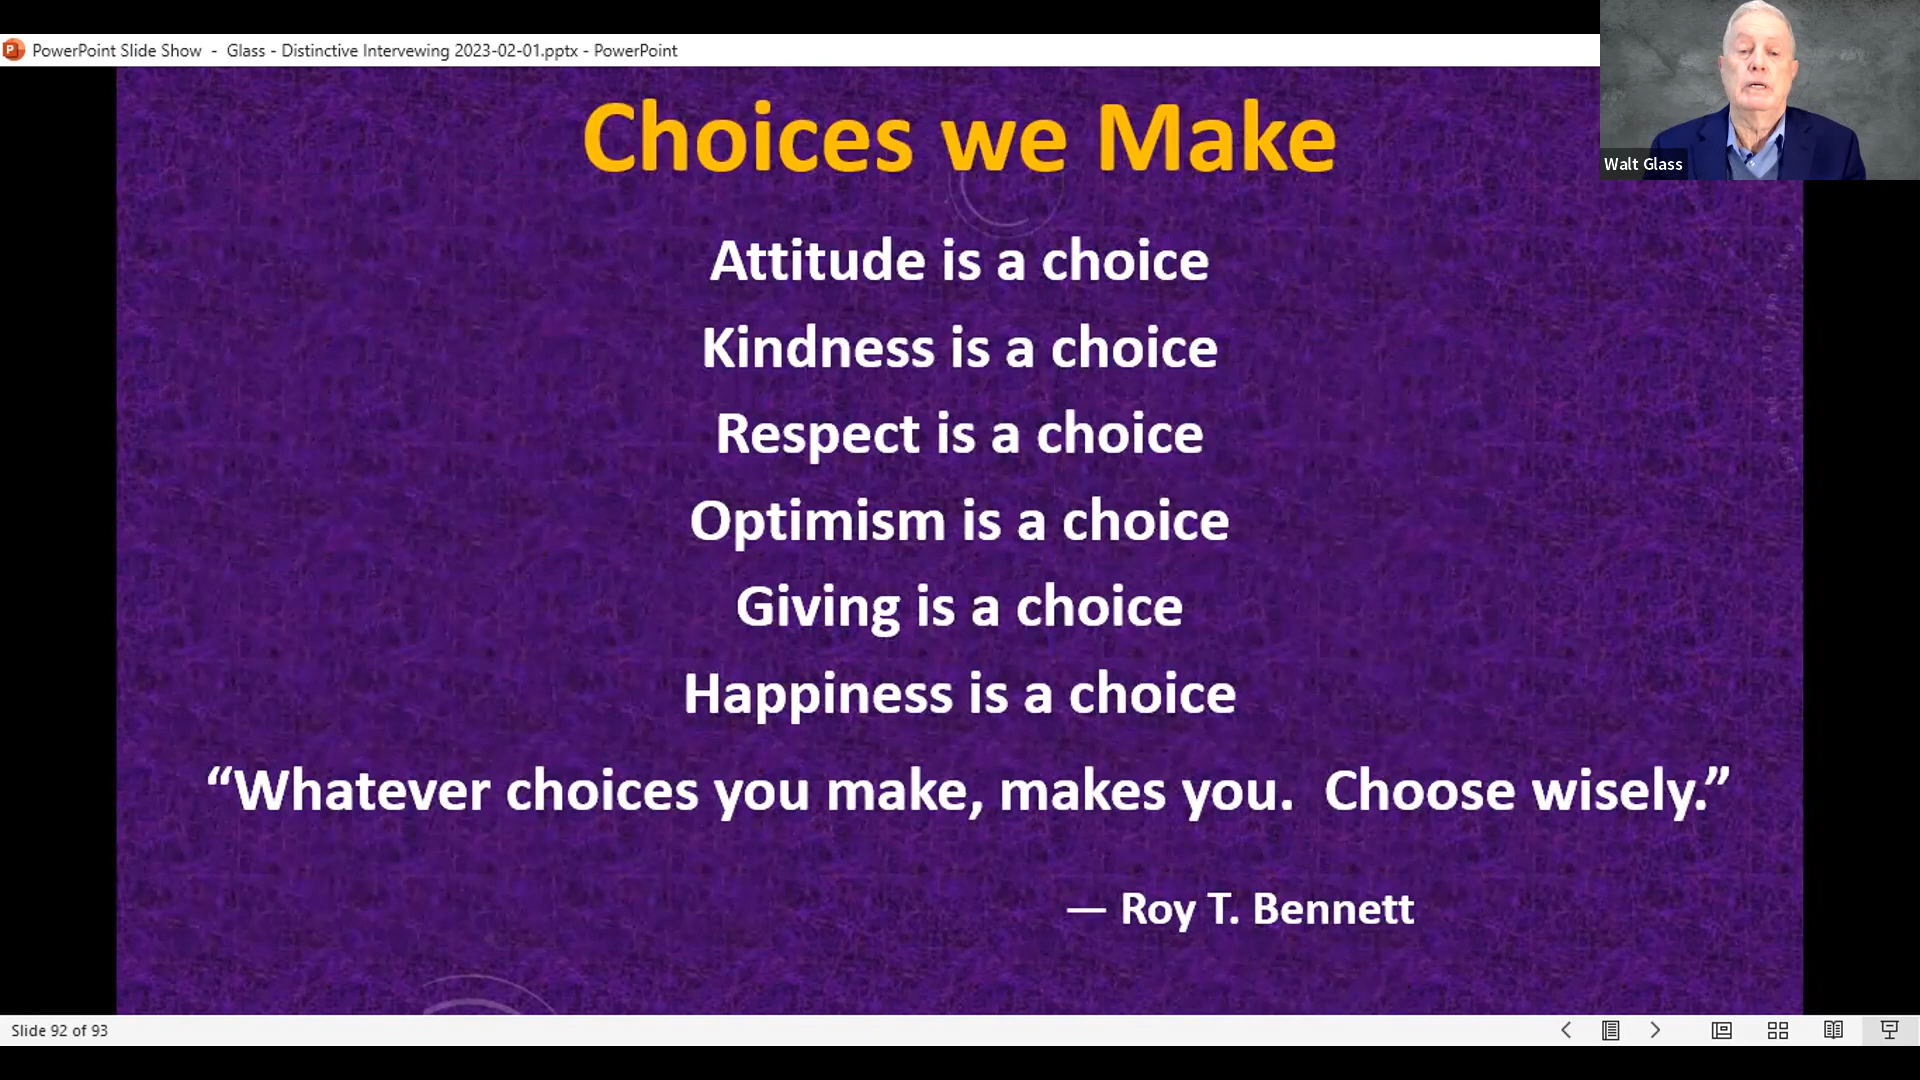 PowerPoint Slide Show - Glass - Distinctive Intervewing 2023-02-01.pptx - PowerPoint
Walt Glass
Choices we Make
Attitude is a choice
Kindness is a choice
Respect is a choice
Optimism is a choice
Giving is a choice
Happiness is a choice
“Whatever choices you make, makes you. Choose wisely.”
— Roy T. Bennett
Slide 92 of 93